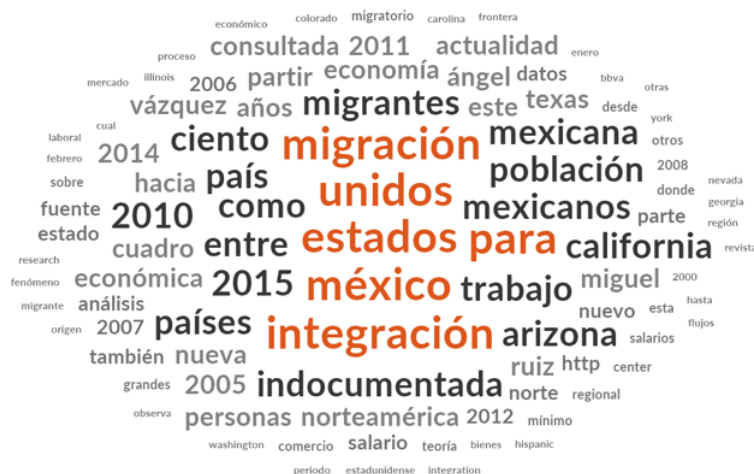 económico colorado migratorio carolina frontera
proceso consultada 2011 actualidad enero
mercado illinois 2006 partir economía ángel datos bbva otras
cual vázquez años migrantes este texas desde york
laboral febrero 2014 ciento migración mexicana otros
sobre hacia país unidos población 2008 donde nevada
fuente 2010 como mexicanos parte georgia
estado cuadro entre estados para california región revista
research
fenómeno económica 2015 méxico trabajo miguel 2000
migrante análisis nuevo esta hasta
origen 2007 países integración arizona salarios flujos
también nueva ruiz http center
grandes 2005 indocumentada norte regional
observa personas norteamérica 2012 mínimo
washington comercio salario teoría bienes hispanic
periodo estadunidense integration